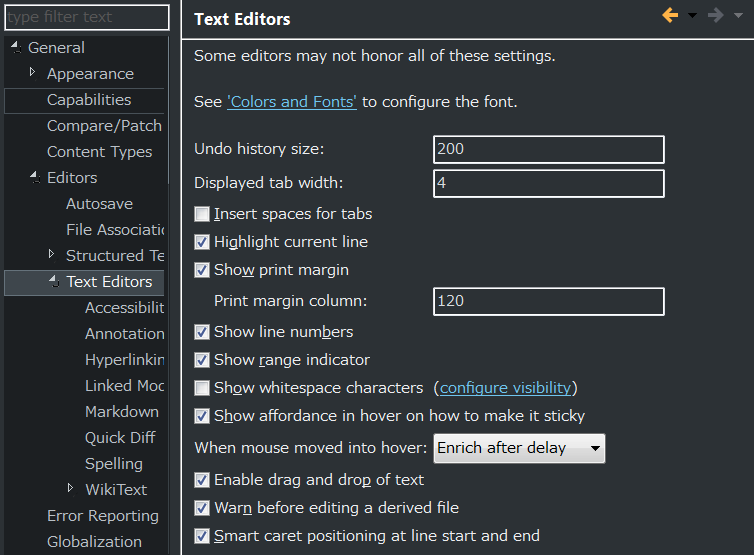 type filter text
General
Appearance
Capabilities
Compare/Patch
Content Types
Editors
Autosave
File Associatio
Structured Te
Text Editors
Accessibilit
Annotation
Hyperlinkin
Linked Mod
Markdown
Quick Diff
Spelling
WikiText
Error Reporting
Globalization
Text Editors
Some editors may not honor all of these settings.
See 'Colors and Fonts' to configure the font.
Undo history size: 200
Displayed tab width: 4
Insert spaces for tabs
Highlight current line
Show print margin
Print margin column: 120
Show line numbers
Show range indicator
Show whitespace characters (configure visibility)
Show affordance in hover on how to make it sticky
When mouse moved into hover: Enrich after delay
Enable drag and drop of text
Warn before editing a derived file
Smart caret positioning at line start and end